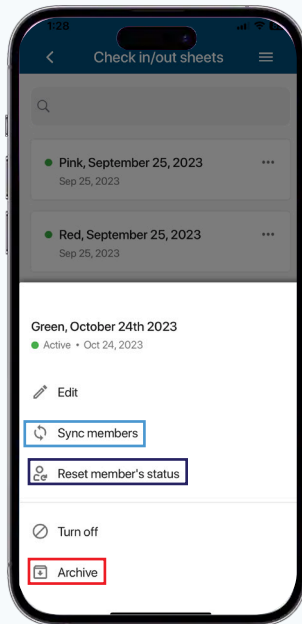 1:28
Check in/out sheets
Pink, September 25, 2023
Sep 25, 2023
Red, September 25, 2023
Sep 25, 2023
Green, October 24th 2023
Active • Oct 24, 2023
Edit
Sync members
Reset member's status
Turn off
Archive